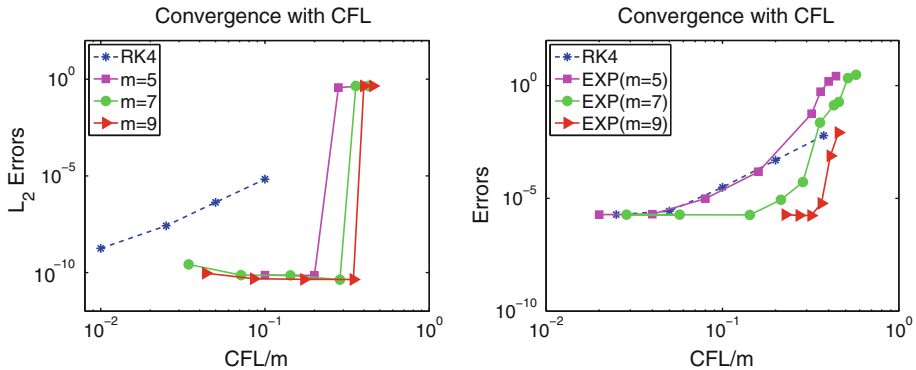 Convergence with CFL
RK4
m=5
m=7
m=9
10^0
10^-5
10^-10
L_2 Errors
10^-2
10^-1
10^0
CFL/m
Convergence with CFL
RK4
EXP(m=5)
EXP(m=7)
EXP(m=9)
10^0
10^-5
10^-10
Errors
10^-2
10^-1
10^0
CFL/m